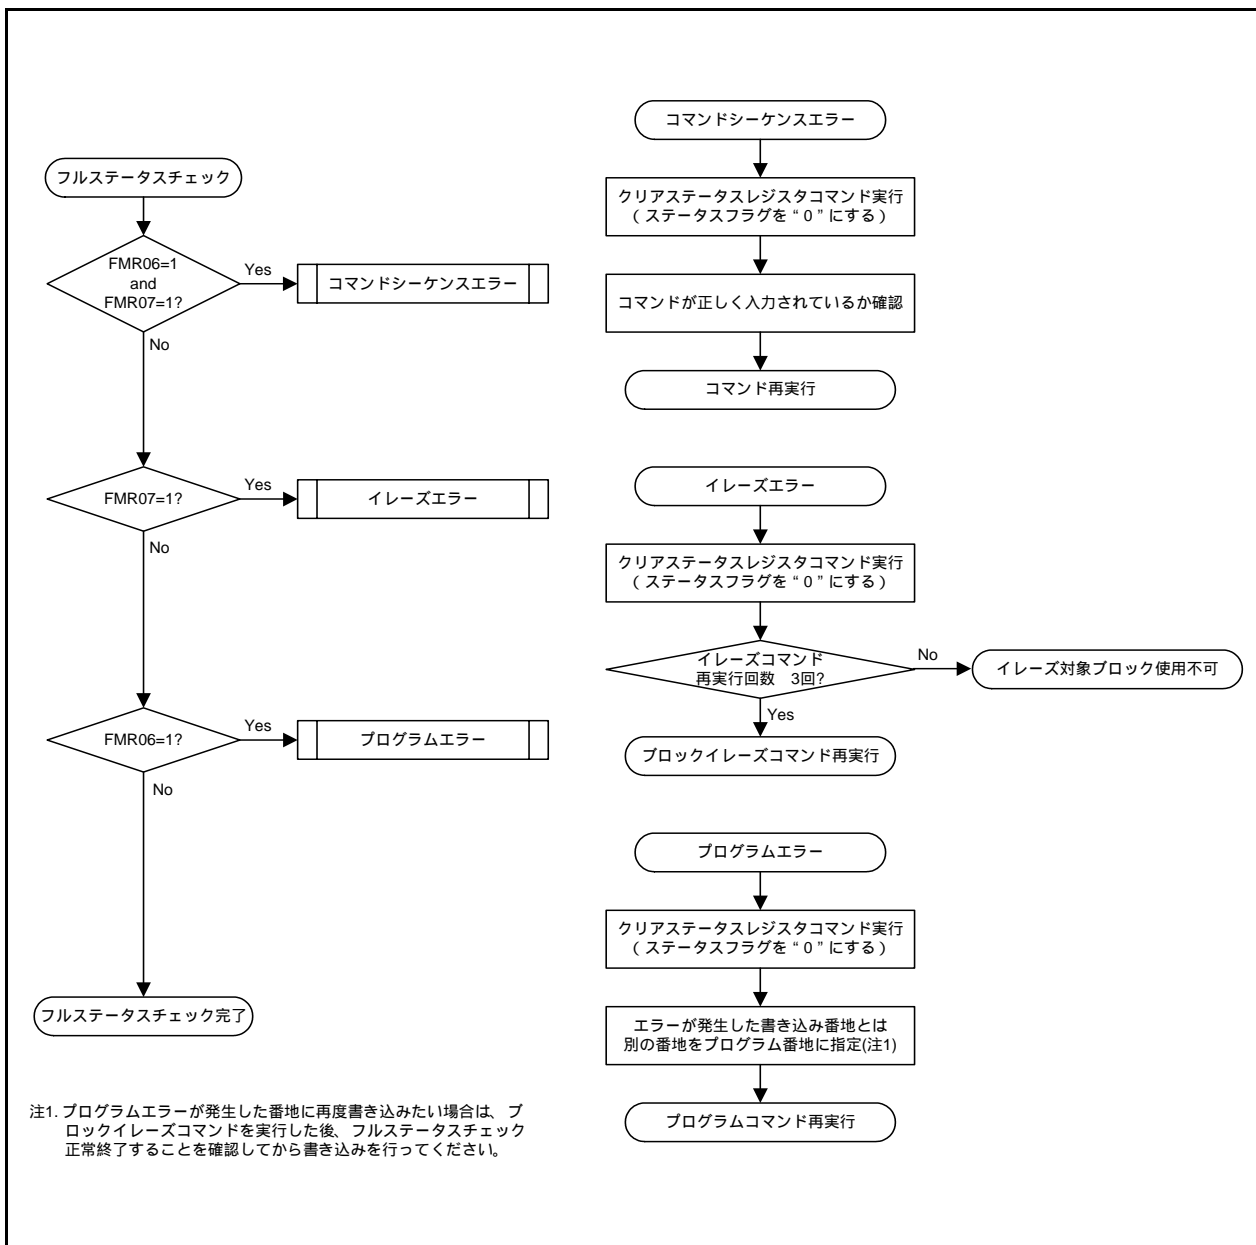 フルステータスチェック
FMR06=1
and
FMR07=1?
Yes
コマンドシーケンスエラー
No
FMR07=1?
Yes
イレーズエラー
No
FMR06=1?
Yes
プログラムエラー
No
フルステータスチェック完了
コマンドシーケンスエラー
クリアステータスレジスタコマンド実行
(ステータスフラグを“0”にする)
コマンドが正しく入力されているか確認
コマンド再実行
イレーズエラー
クリアステータスレジスタコマンド実行
(ステータスフラグを“0”にする)
イレーズコマンド
再実行回数　3回?
No
イレーズ対象ブロック使用不可
Yes
ブロックイレーズコマンド再実行
プログラムエラー
クリアステータスレジスタコマンド実行
(ステータスフラグを“0”にする)
エラーが発生した書き込み番地とは
別の番地をプログラム番地に指定(注1)
プログラムコマンド再実行
注1. プログラムエラーが発生した番地に再度書き込みたい場合は、ブ
ロックイレーズコマンドを実行した後、フルステータスチェック
正常終了することを確認してから書き込みを行ってください。